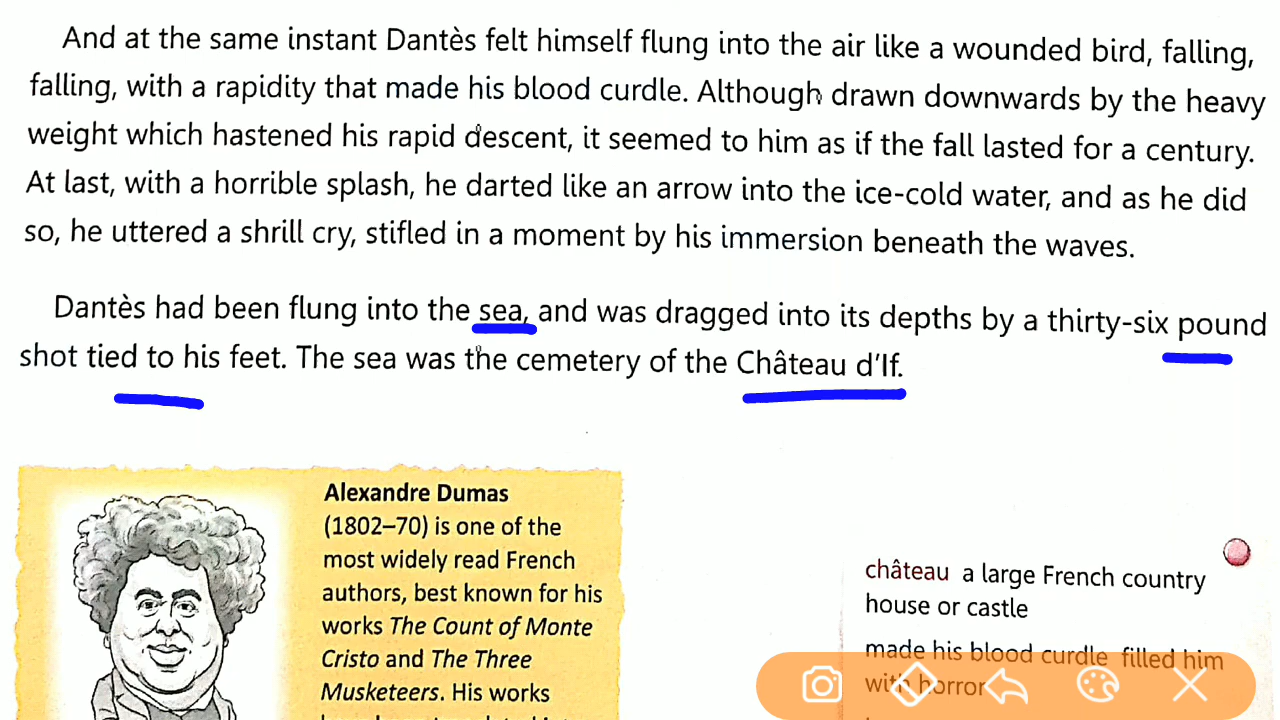 And at the same instant Dantès felt himself flung into the air like a wounded bird, falling,
falling, with a rapidity that made his blood curdle. Although drawn downwards by the heavy
weight which hastened his rapid descent, it seemed to him as if the fall lasted for a century.
At last, with a horrible splash, he darted like an arrow into the ice-cold water, and as he did
so, he uttered a shrill cry, stifled in a moment by his immersion beneath the waves.
Dantès had been flung into the sea, and was dragged into its depths by a thirty-six pound
shot tied to his feet. The sea was the cemetery of the Château d'If.
Alexandre Dumas
(1802–70) is one of the
most widely read French
authors, best known for his
works The Count of Monte
Cristo and The Three
Musketeers. His works
château a large French country
house or castle
made his blood curdle filled him
with horror